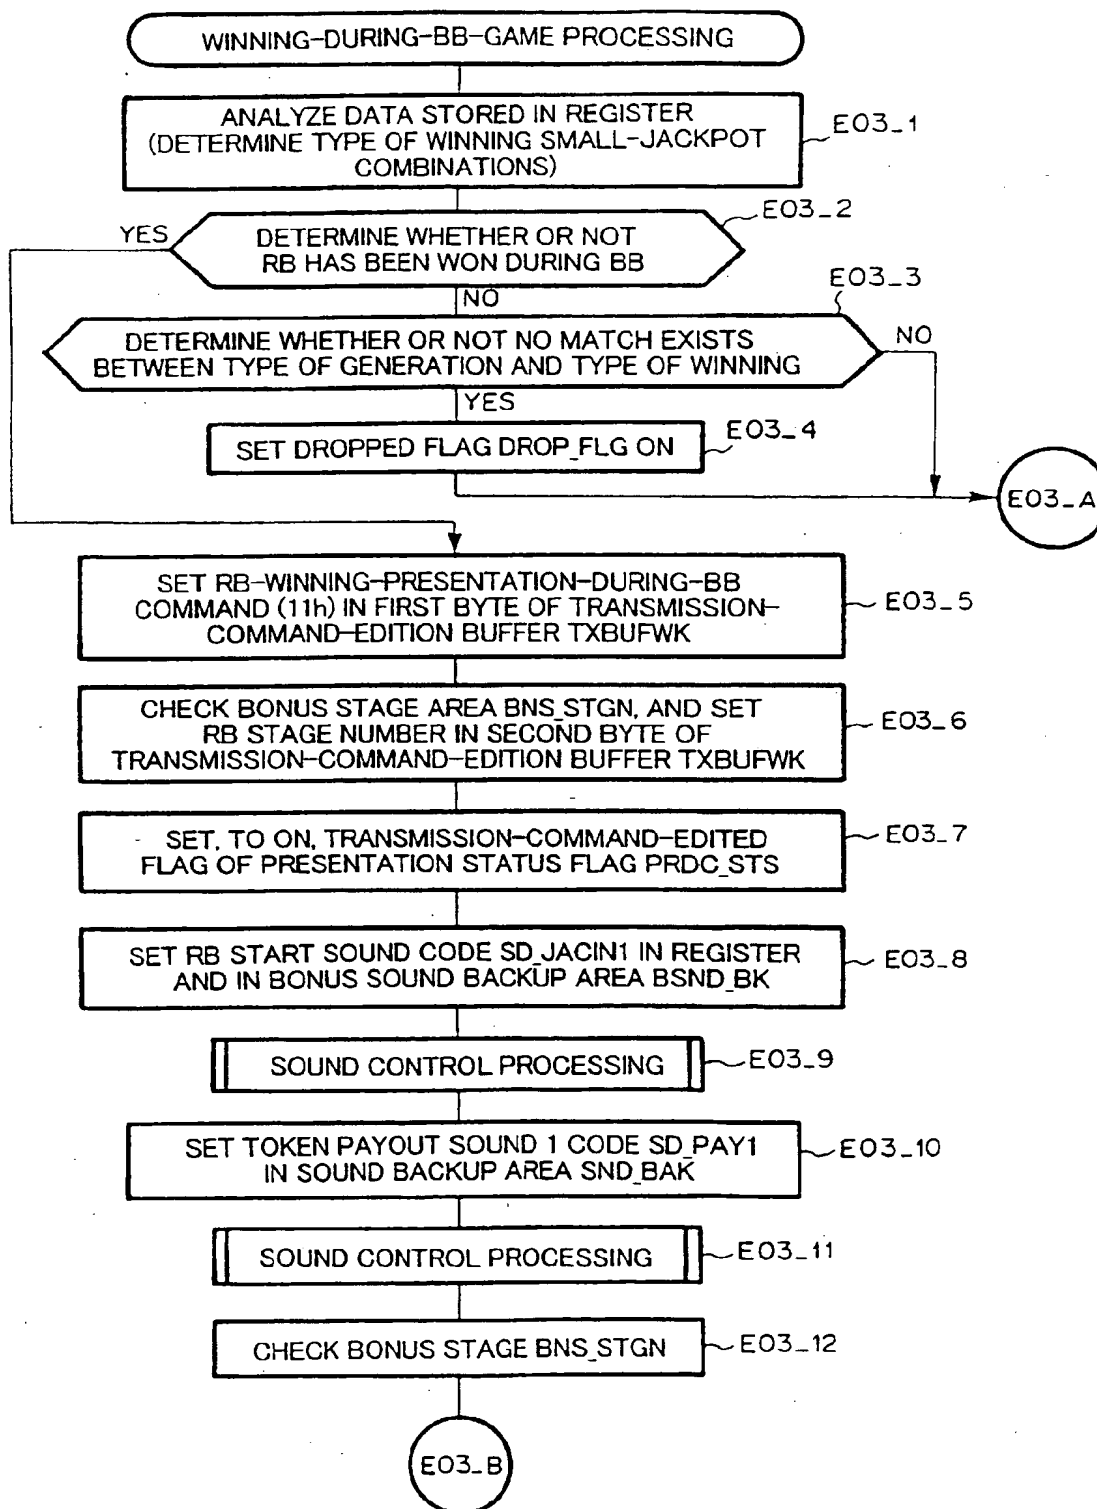 WINNING-DURING-BB-GAME PROCESSING
ANALYZE DATA STORED IN REGISTER
(DETERMINE TYPE OF WINNING SMALL-JACKPOT
COMBINATIONS)
E03_1
E03_2
YES
DETERMINE WHETHER OR NOT
RB HAS BEEN WON DURING BB
NO
E03_3
DETERMINE WHETHER OR NOT NO MATCH EXISTS
BETWEEN TYPE OF GENERATION AND TYPE OF WINNING
NO
YES
SET DROPPED FLAG DROP_FLG ON
E03_4
E03_A
SET RB-WINNING-PRESENTATION-DURING-BB
COMMAND (11h) IN FIRST BYTE OF TRANSMISSION-
COMMAND-EDITION BUFFER TXBUFWK
E03_5
CHECK BONUS STAGE AREA BNS_STGN, AND SET
RB STAGE NUMBER IN SECOND BYTE OF
TRANSMISSION-COMMAND-EDITION BUFFER TXBUFWK
E03_6
SET, TO ON, TRANSMISSION-COMMAND-EDITED
FLAG OF PRESENTATION STATUS FLAG PRDC_STS
E03_7
SET RB START SOUND CODE SD_JACIN1 IN REGISTER
AND IN BONUS SOUND BACKUP AREA BSND_BK
E03_8
SOUND CONTROL PROCESSING
E03_9
SET TOKEN PAYOUT SOUND 1 CODE SD_PAY1
IN SOUND BACKUP AREA SND_BAK
E03_10
SOUND CONTROL PROCESSING
E03_11
CHECK BONUS STAGE BNS_STGN
E03_12
E03_B